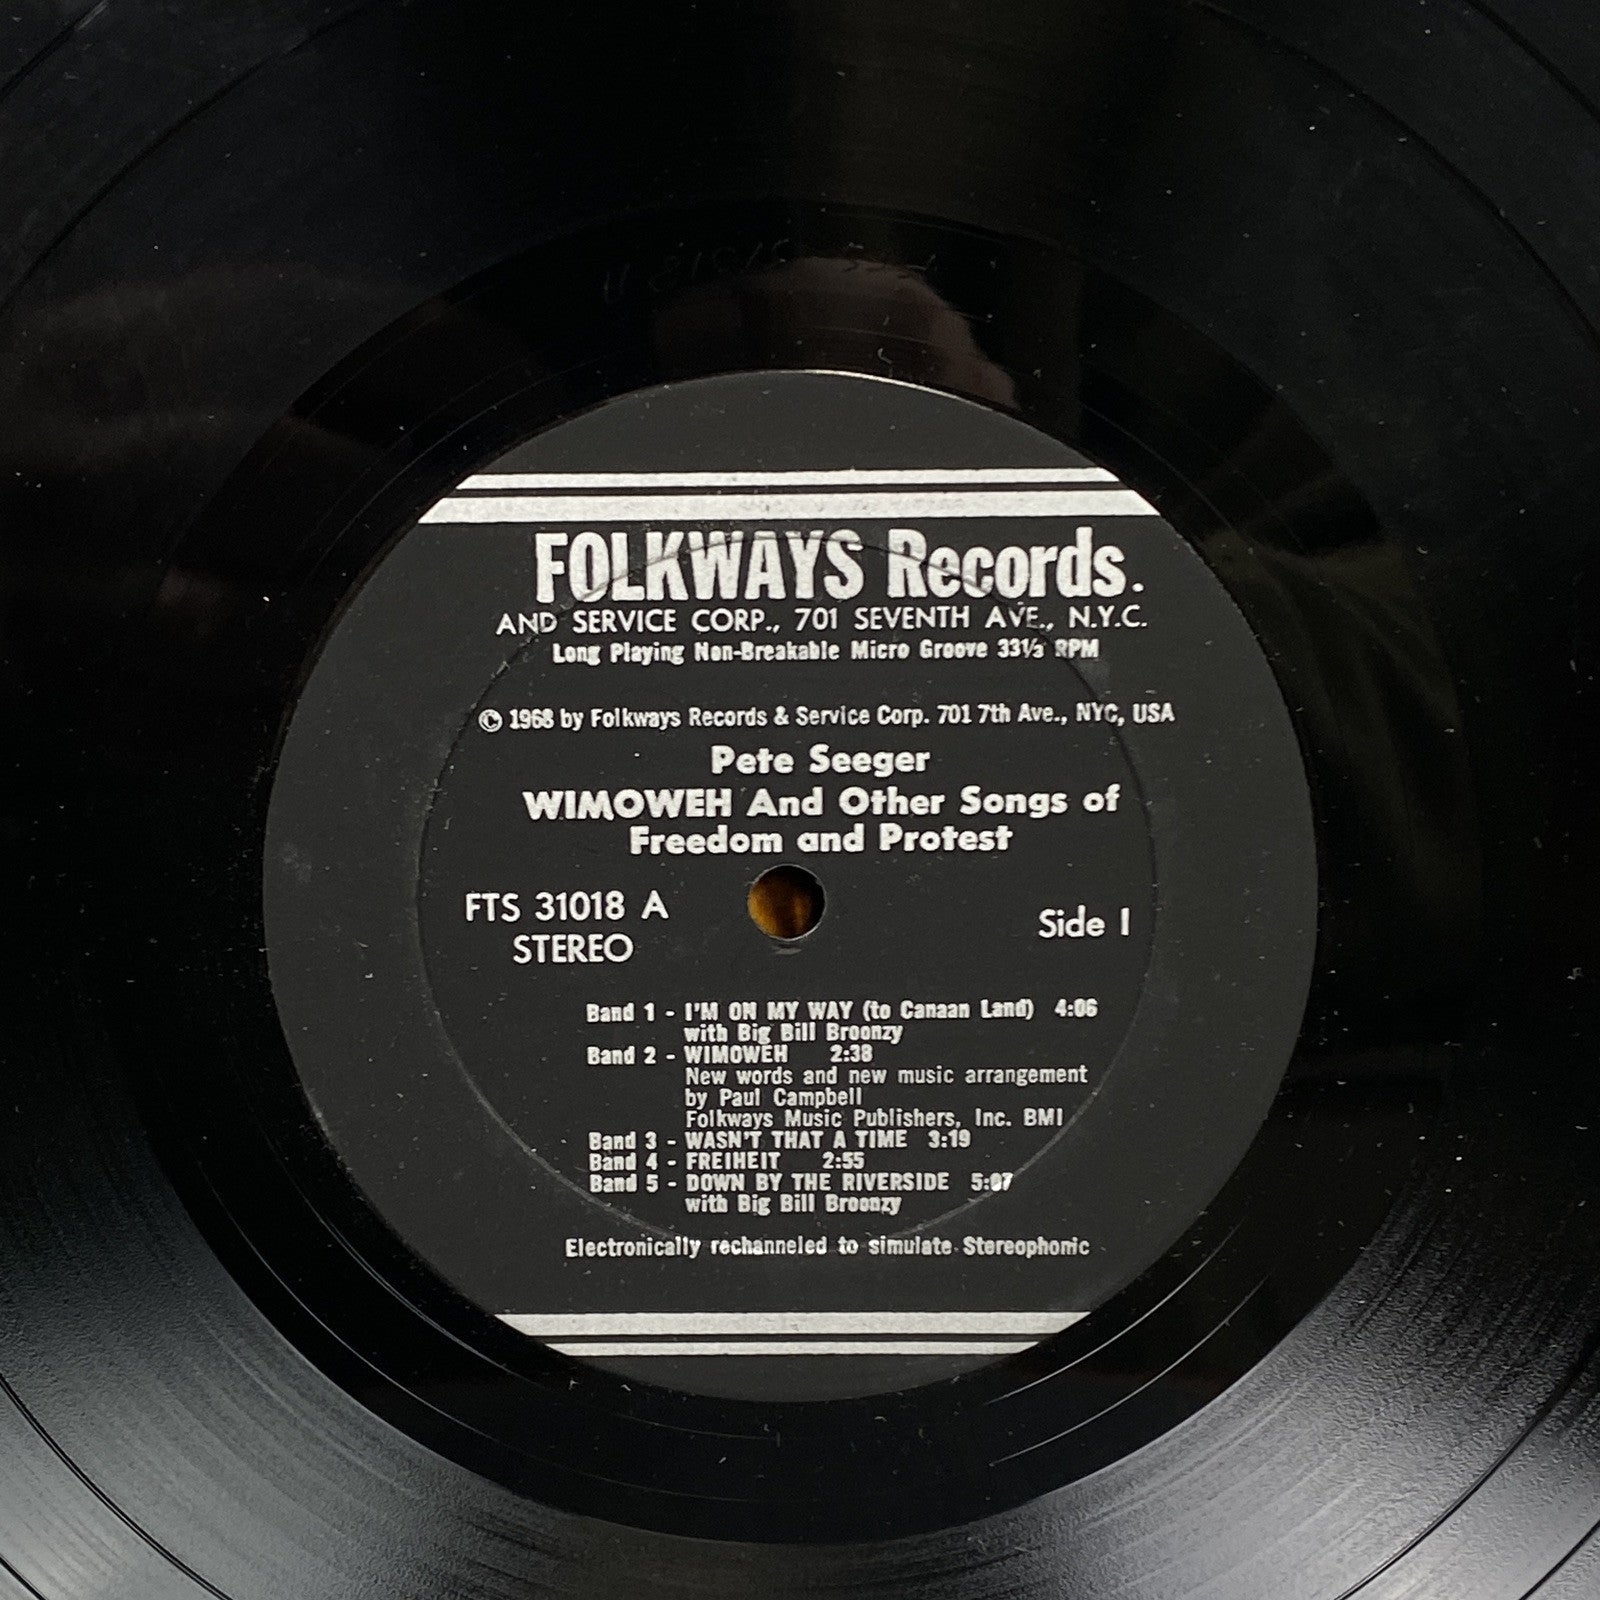 FOLKWAYS Records.
AND SERVICE CORP., 701 SEVENTH AVE., N.Y.C.
Long Playing Non-Breakable Micro Groove 33⅓ RPM
© 1968 by Folkways Records & Service Corp. 701 7th Ave., NYC, USA
Pete Seeger
WIMOWEH And Other Songs of
Freedom and Protest
FTS 31018 A
STEREO
Side I
Band 1 - I'M ON MY WAY (to Canaan Land) 4:06
with Big Bill Broonzy
Band 2 - WIMOWEH 2:38
New words and new music arrangement
by Paul Campbell
Folkways Music Publishers, Inc. BMI
Band 3 - WASN'T THAT A TIME 3:19
Band 4 - FREIHEIT 2:55
Band 5 - DOWN BY THE RIVERSIDE 5:07
with Big Bill Broonzy
Electronically rechanneled to simulate Stereophonic